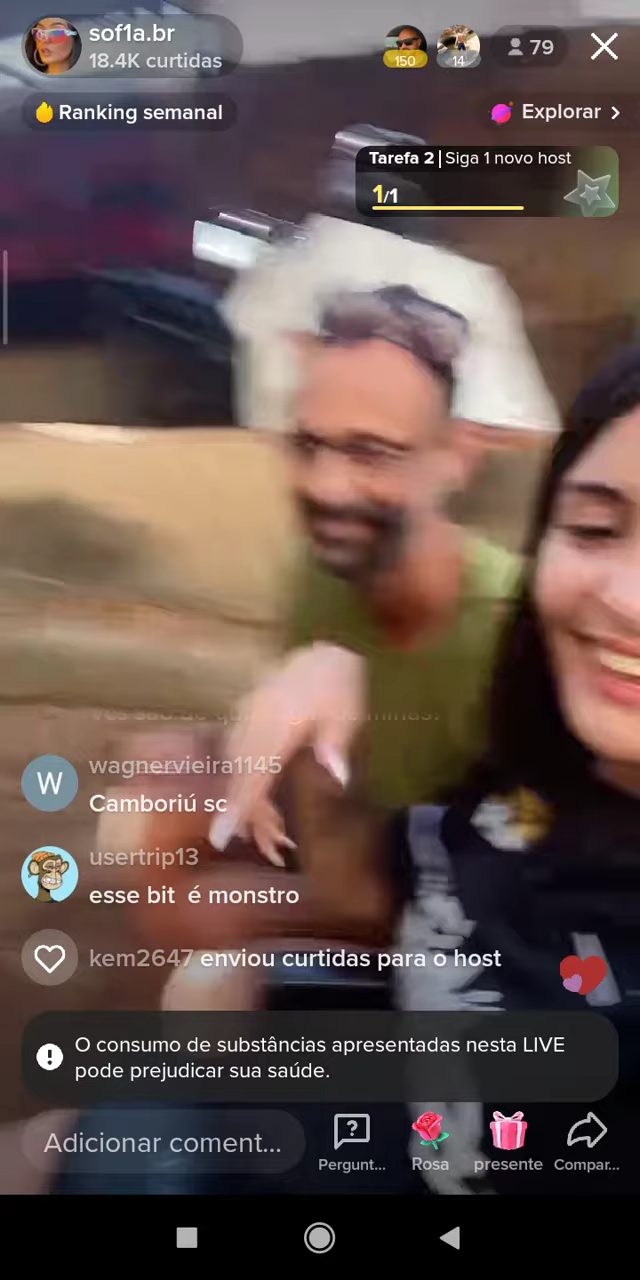 sof1a.br
18.4K curtidas
150
14
79
Ranking semanal
Explorar
Tarefa 2 | Siga 1 novo host
1/1
wagnervieira1145
W
Camboriú sc
usertrip13
esse bit é monstro
kem2647 enviou curtidas para o host
O consumo de substâncias apresentadas nesta LIVE
pode prejudicar sua saúde.
Adicionar coment...
Pergunt...
Rosa
presente
Compar...